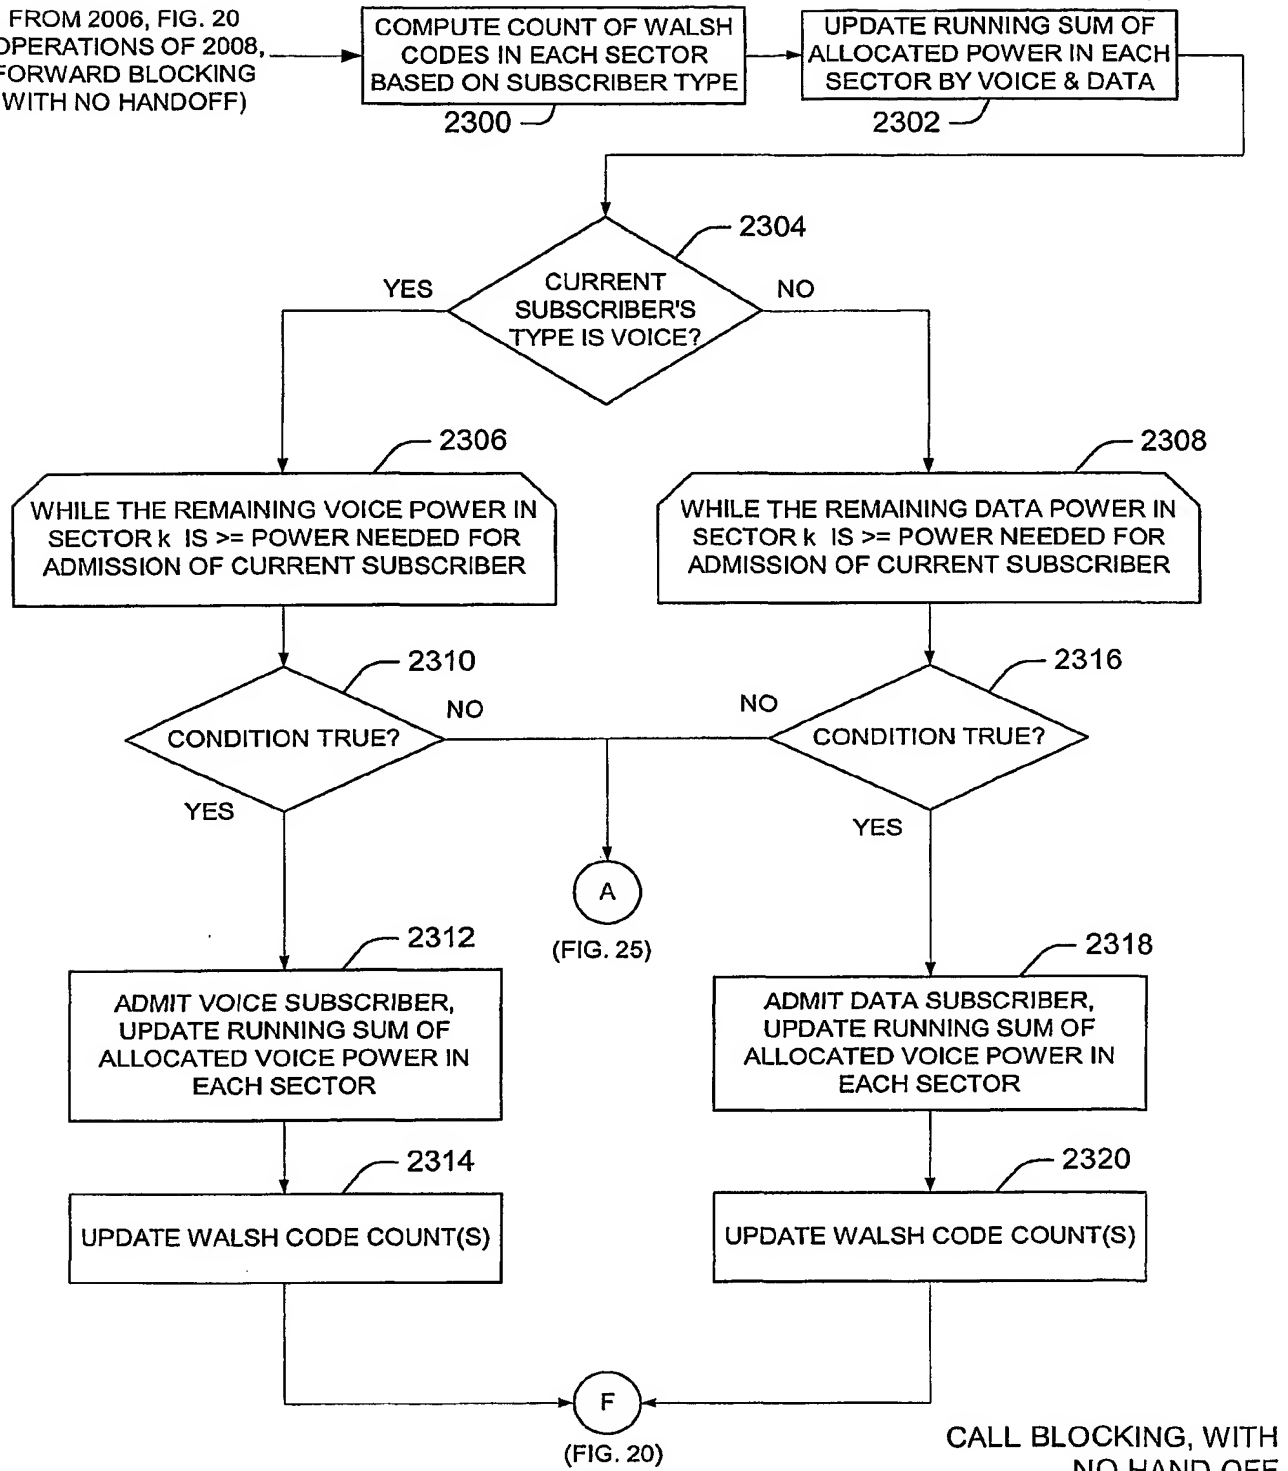 FROM 2006, FIG. 20
OPERATIONS OF 2008,
FORWARD BLOCKING
WITH NO HANDOFF)
COMPUTE COUNT OF WALSH
CODES IN EACH SECTOR
BASED ON SUBSCRIBER TYPE
2300
UPDATE RUNNING SUM OF
ALLOCATED POWER IN EACH
SECTOR BY VOICE & DATA
2302
2304
CURRENT
SUBSCRIBER'S
TYPE IS VOICE?
YES
NO
2306
WHILE THE REMAINING VOICE POWER IN
SECTOR k IS >= POWER NEEDED FOR
ADMISSION OF CURRENT SUBSCRIBER
2308
WHILE THE REMAINING DATA POWER IN
SECTOR k IS >= POWER NEEDED FOR
ADMISSION OF CURRENT SUBSCRIBER
2310
CONDITION TRUE?
NO
YES
2316
CONDITION TRUE?
NO
YES
A
(FIG. 25)
2312
ADMIT VOICE SUBSCRIBER,
UPDATE RUNNING SUM OF
ALLOCATED VOICE POWER IN
EACH SECTOR
2318
ADMIT DATA SUBSCRIBER,
UPDATE RUNNING SUM OF
ALLOCATED VOICE POWER IN
EACH SECTOR
2314
UPDATE WALSH CODE COUNT(S)
2320
UPDATE WALSH CODE COUNT(S)
F
(FIG. 20)
CALL BLOCKING, WITH
NO HAND OFF